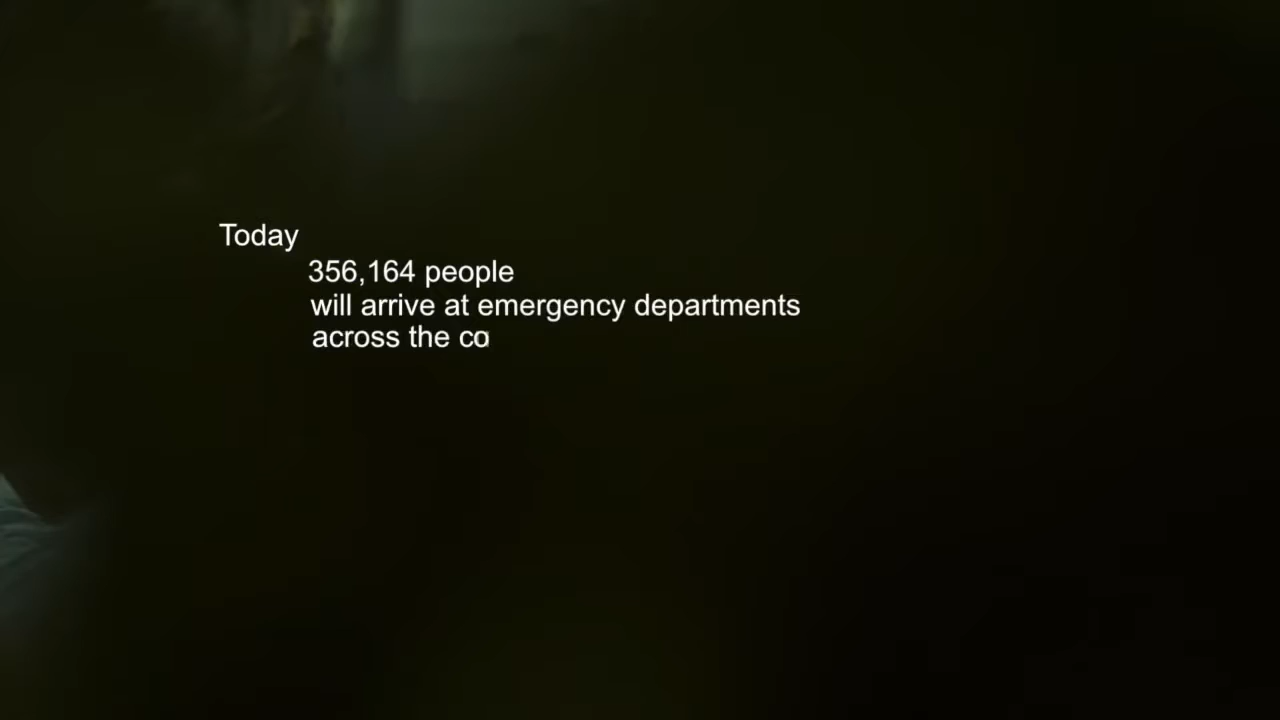 Today
356,164 people
will arrive at emergency departments
across the co